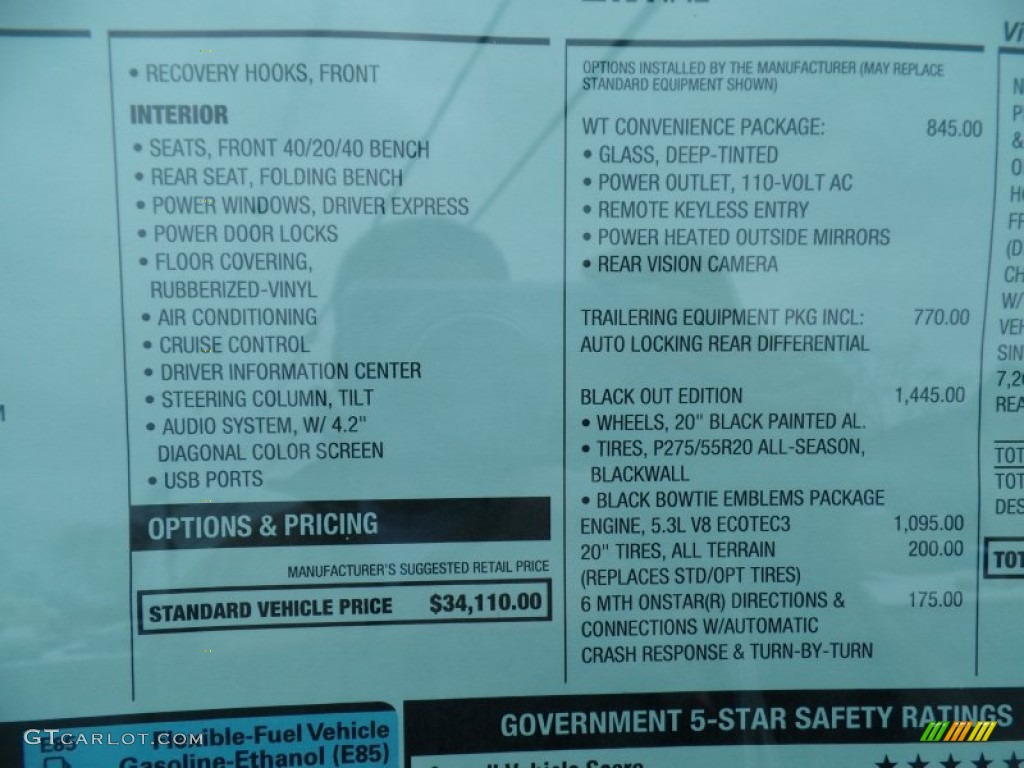 • RECOVERY HOOKS, FRONT
INTERIOR
• SEATS, FRONT 40/20/40 BENCH
• REAR SEAT, FOLDING BENCH
• POWER WINDOWS, DRIVER EXPRESS
• POWER DOOR LOCKS
• FLOOR COVERING,
RUBBERIZED-VINYL
• AIR CONDITIONING
• CRUISE CONTROL
• DRIVER INFORMATION CENTER
• STEERING COLUMN, TILT
• AUDIO SYSTEM, W/ 4.2"
DIAGONAL COLOR SCREEN
• USB PORTS
OPTIONS & PRICING
MANUFACTURER'S SUGGESTED RETAIL PRICE
STANDARD VEHICLE PRICE $34,110.00
OPTIONS INSTALLED BY THE MANUFACTURER (MAY REPLACE
STANDARD EQUIPMENT SHOWN)
WT CONVENIENCE PACKAGE: 845.00
• GLASS, DEEP-TINTED
• POWER OUTLET, 110-VOLT AC
• REMOTE KEYLESS ENTRY
• POWER HEATED OUTSIDE MIRRORS
• REAR VISION CAMERA
TRAILERING EQUIPMENT PKG INCL: 770.00
AUTO LOCKING REAR DIFFERENTIAL
BLACK OUT EDITION 1,445.00
• WHEELS, 20" BLACK PAINTED AL.
• TIRES, P275/55R20 ALL-SEASON,
BLACKWALL
• BLACK BOWTIE EMBLEMS PACKAGE
ENGINE, 5.3L V8 ECOTEC3 1,095.00
20" TIRES, ALL TERRAIN 200.00
(REPLACES STD/OPT TIRES)
6 MTH ONSTAR(R) DIRECTIONS & 175.00
CONNECTIONS W/AUTOMATIC
CRASH RESPONSE & TURN-BY-TURN
GOVERNMENT 5-STAR SAFETY RATINGS
E85 Flexible-Fuel Vehicle
Gasoline-Ethanol (E85)
GTCARLOT.COM